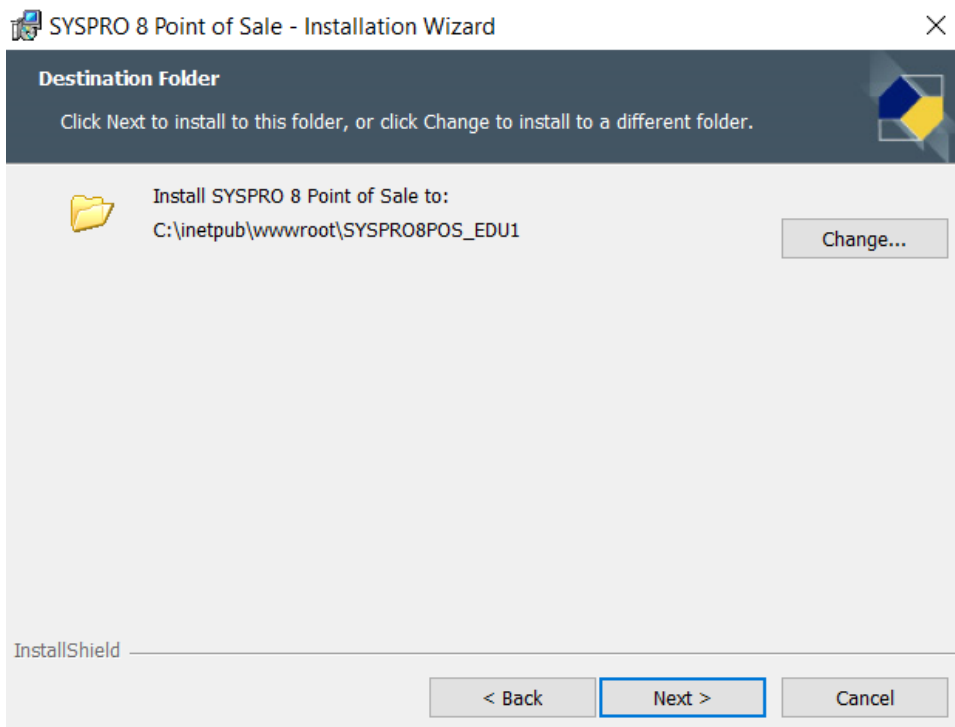 SYSPRO 8 Point of Sale - Installation Wizard
Destination Folder
Click Next to install to this folder, or click Change to install to a different folder.
Install SYSPRO 8 Point of Sale to:
C:\inetpub\wwwroot\SYSPRO8POS_EDU1
Change...
InstallShield
< Back
Next >
Cancel